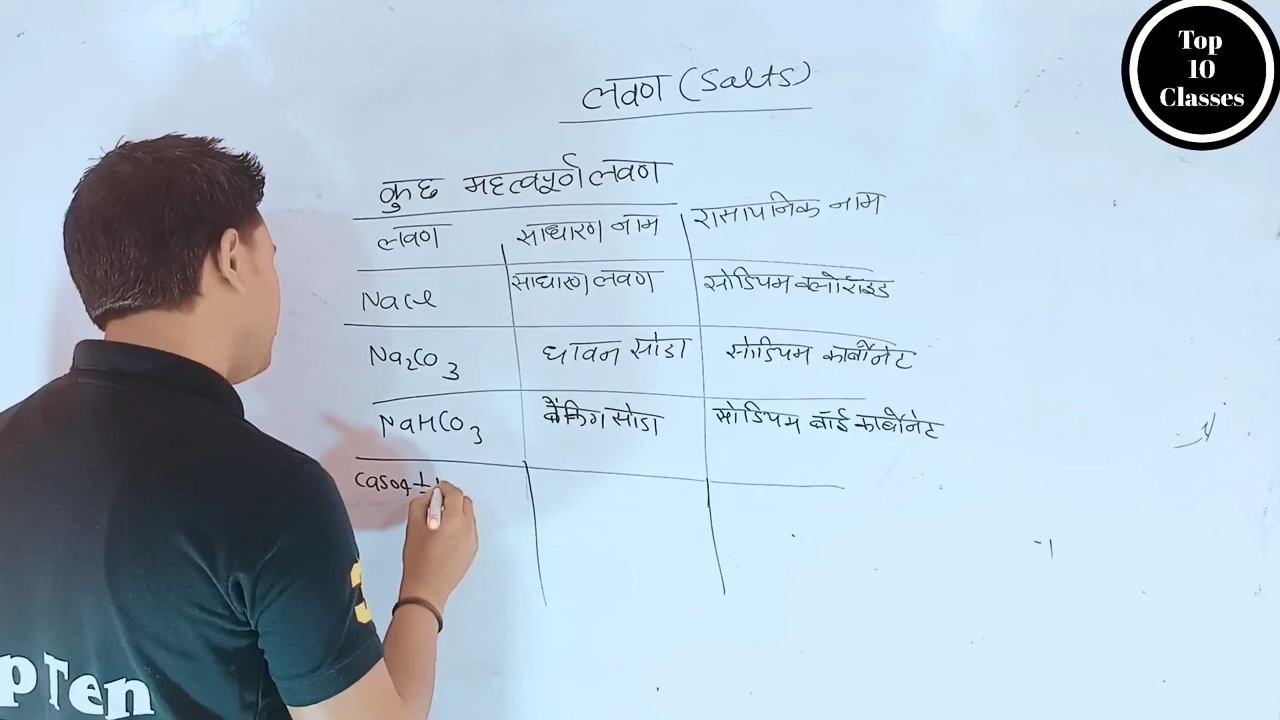 Top
10
Classes
लवण (Salts)
कुछ महत्वपूर्ण लवण
लवण साधारण नाम रासायनिक नाम
NaCl साधारण लवण सोडियम क्लोराइड
Na₂CO₃ धावन सोडा सोडियम कार्बोनेट
NaHCO₃ बैंकिग सोडा सोडियम बाई कार्बोनेट
CaSO₄
pTen